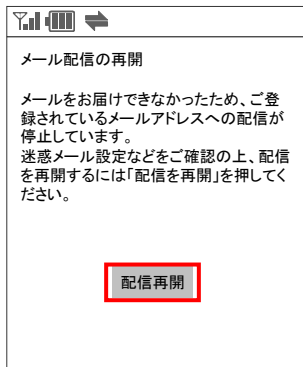 メール配信の再開
メールをお届けできなかったため、ご登
録されているメールアドレスへの配信が
停止しています。
迷惑メール設定などをご確認の上、配信
を再開するには「配信を再開」を押してく
ださい。
配信再開